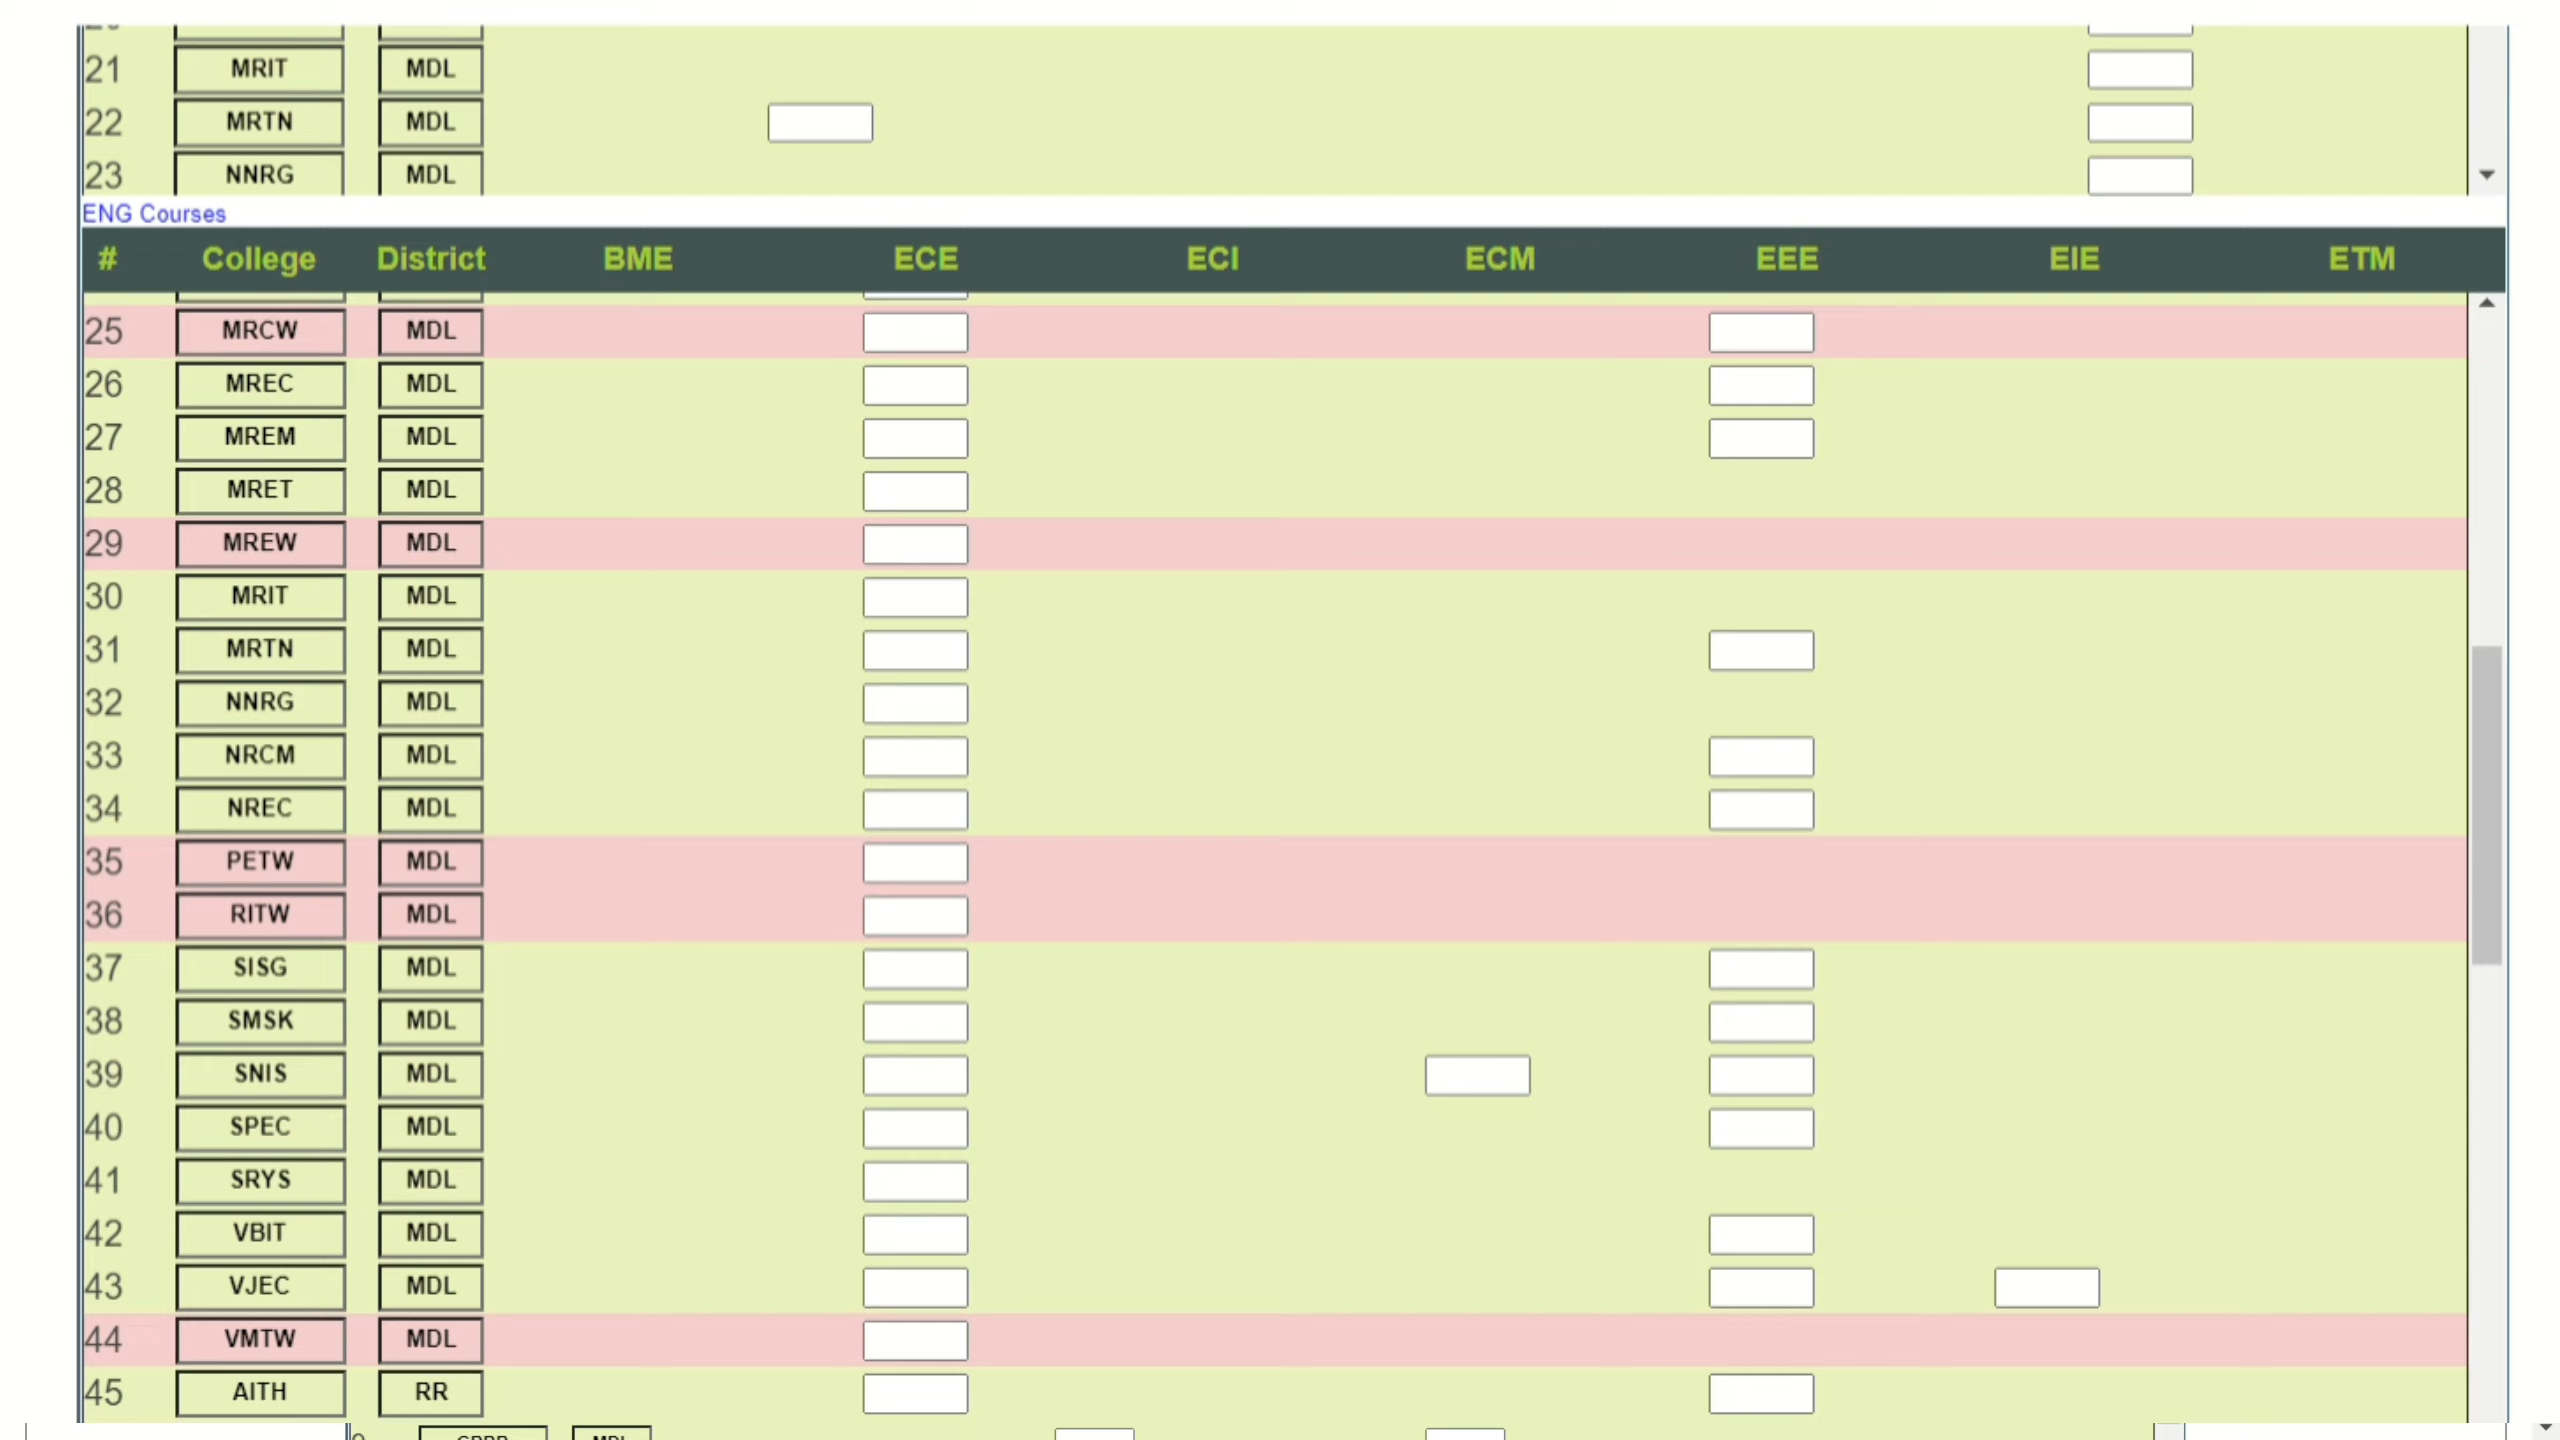 21 MRIT MDL
22 MRTN MDL
23 NNRG MDL
ENG Courses
# College District BME ECE ECI ECM EEE EIE ETM
25 MRCW MDL
26 MREC MDL
27 MREM MDL
28 MRET MDL
29 MREW MDL
30 MRIT MDL
31 MRTN MDL
32 NNRG MDL
33 NRCM MDL
34 NREC MDL
35 PETW MDL
36 RITW MDL
37 SISG MDL
38 SMSK MDL
39 SNIS MDL
40 SPEC MDL
41 SRYS MDL
42 VBIT MDL
43 VJEC MDL
44 VMTW MDL
45 AITH RR